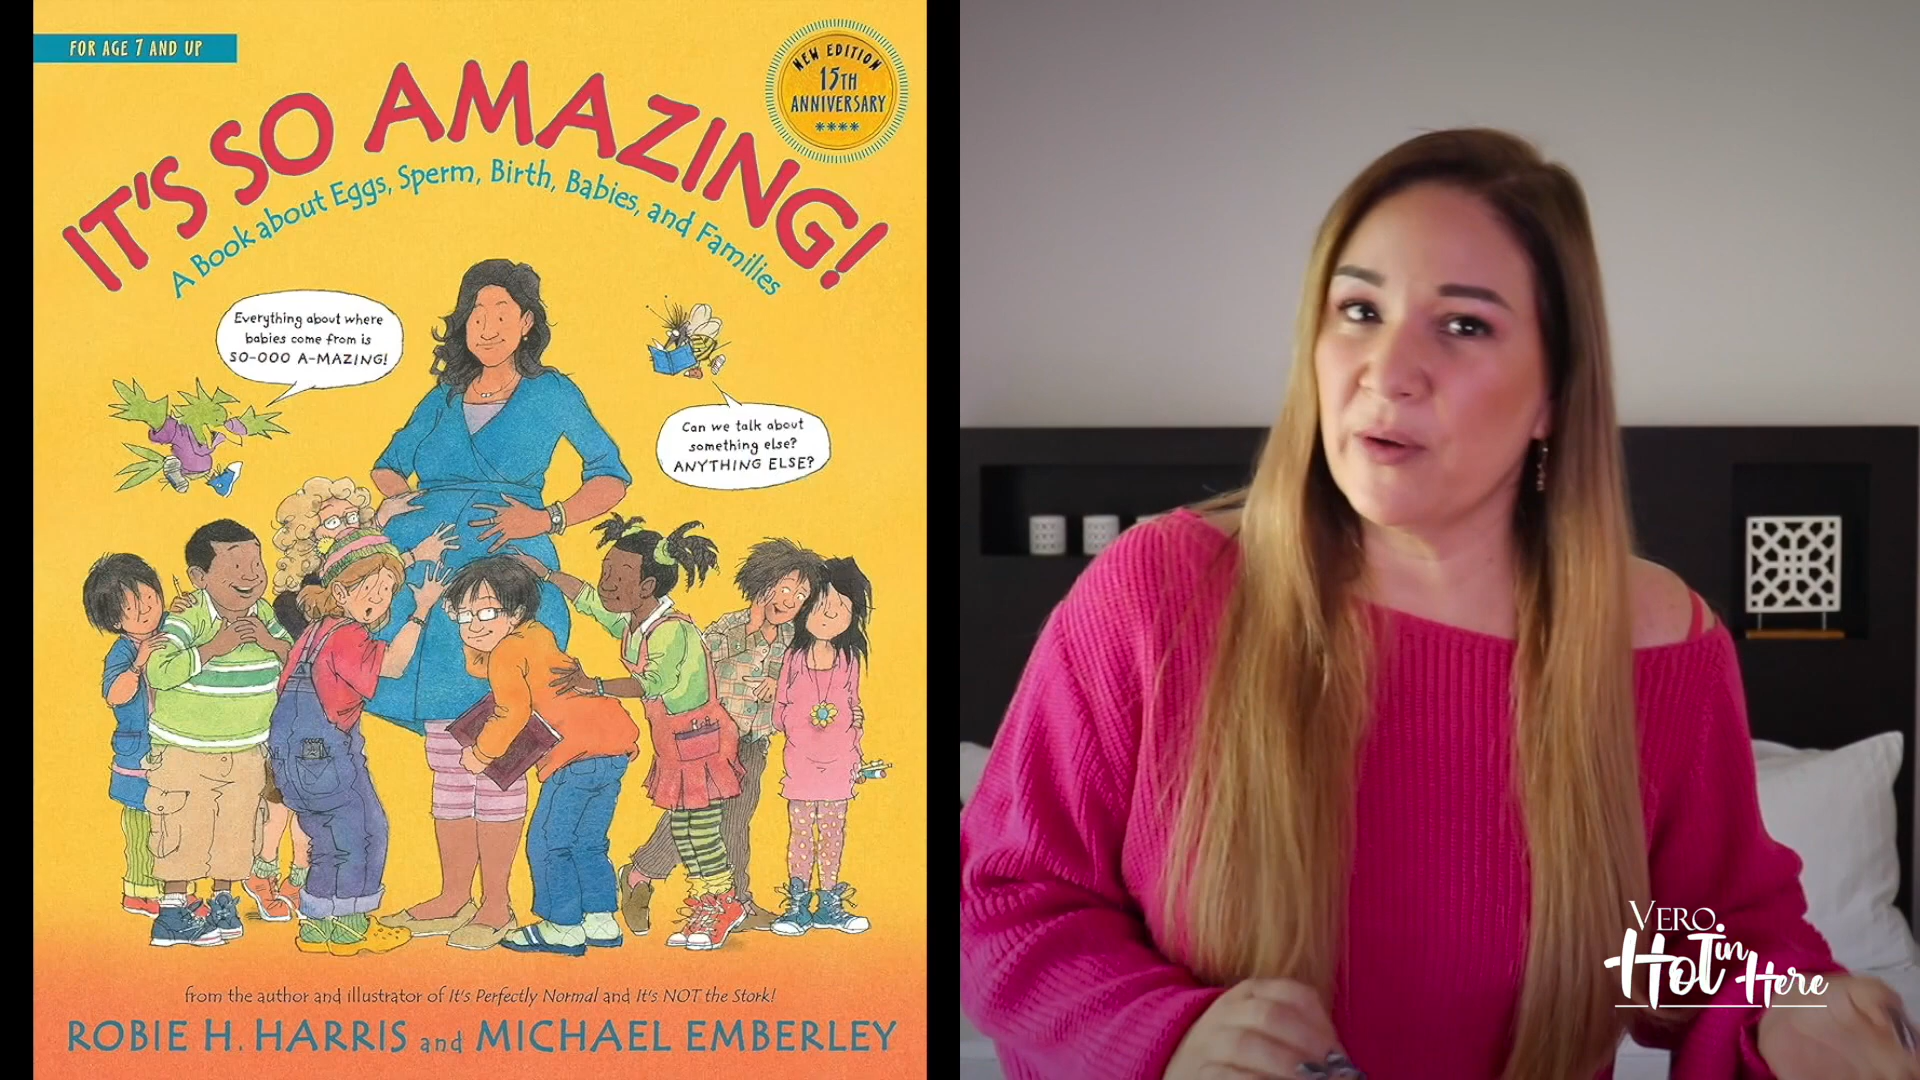 FOR AGE 7 AND UP
NEW EDITION
15TH
ANNIVERSARY
IT'S SO AMAZING!
A Book about Eggs, Sperm, Birth, Babies, and Families
Everything about where
babies come from is
SO-OOO A-MAZING!
Can we talk about
something else?
ANYTHING ELSE?
from the author and illustrator of It's Perfectly Normal and It's NOT the Stork!
ROBIE H. HARRIS and MICHAEL EMBERLEY
VERO
Hot in Here